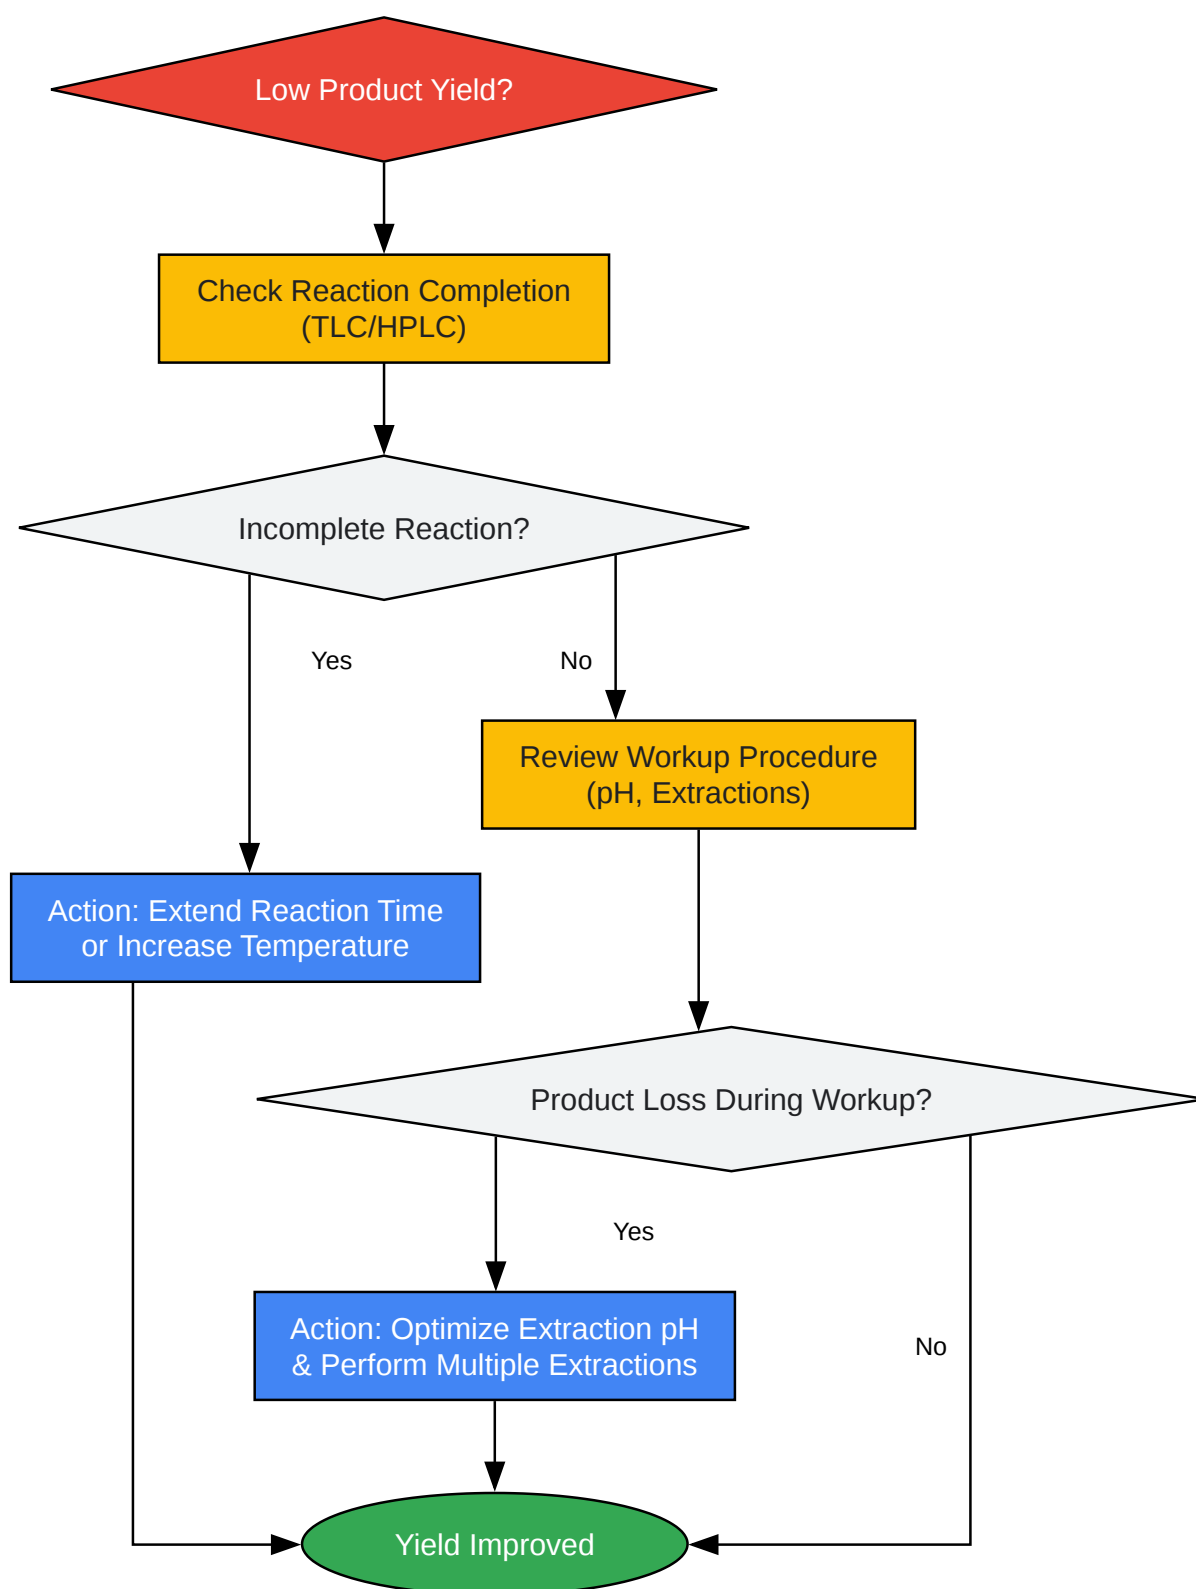 Low Product Yield?
Check Reaction Completion
(TLC/HPLC)
Incomplete Reaction?
Yes
No
Review Workup Procedure
(pH, Extractions)
Action: Extend Reaction Time
or Increase Temperature
Product Loss During Workup?
Yes
Action: Optimize Extraction pH
& Perform Multiple Extractions
No
Yield Improved